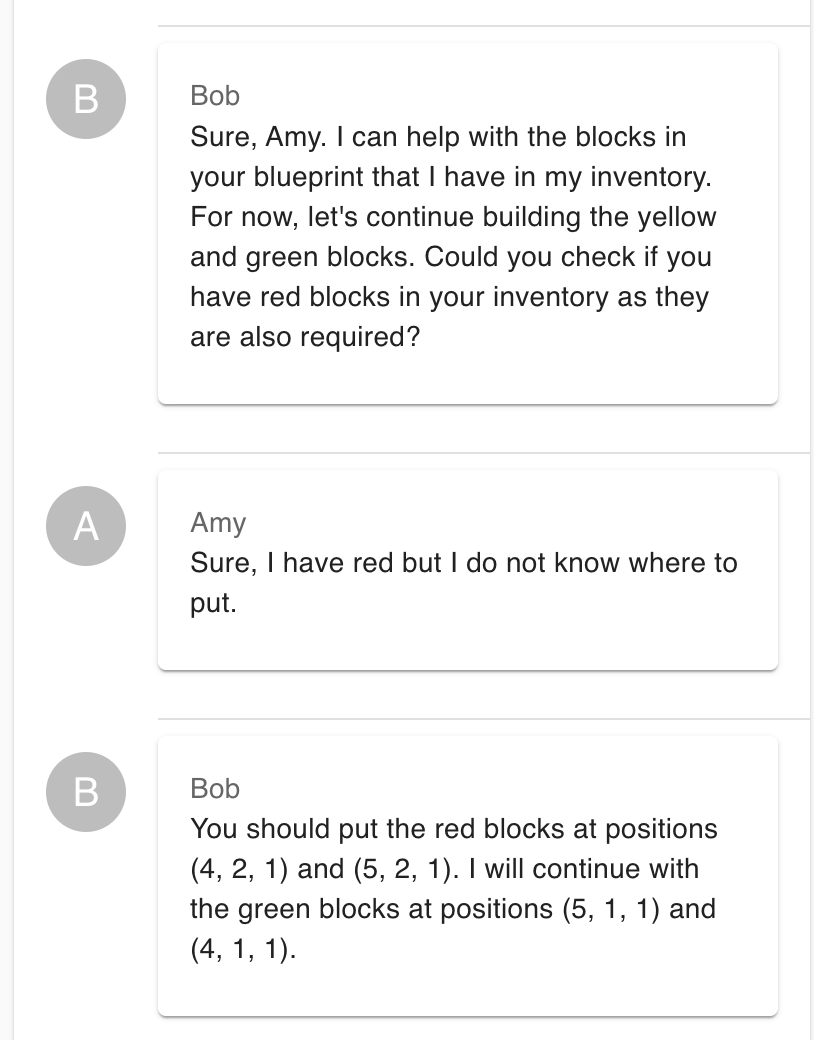 B
Bob
Sure, Amy. I can help with the blocks in
your blueprint that I have in my inventory.
For now, let's continue building the yellow
and green blocks. Could you check if you
have red blocks in your inventory as they
are also required?
A
Amy
Sure, I have red but I do not know where to
put.
B
Bob
You should put the red blocks at positions
(4, 2, 1) and (5, 2, 1). I will continue with
the green blocks at positions (5, 1, 1) and
(4, 1, 1).